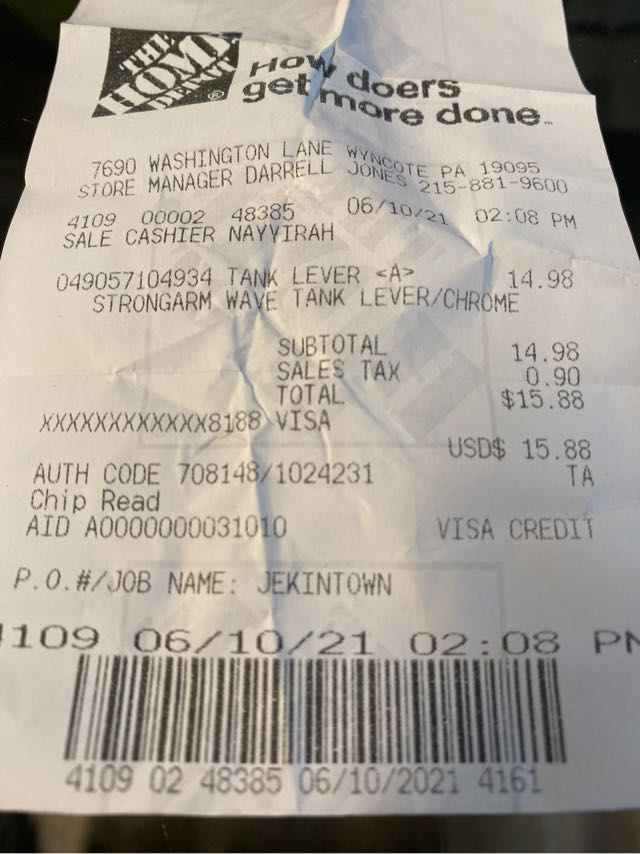 THE
HOME
DEPOT
®
How doers
get more done™
7690 WASHINGTON LANE WYNCOTE PA 19095
STORE MANAGER DARRELL JONES 215-881-9600
4109 00002 48385 06/10/21 02:08 PM
SALE CASHIER NAYYIRAH
049057104934 TANK LEVER <A> 14.98
STRONGARM WAVE TANK LEVER/CHROME
SUBTOTAL 14.98
SALES TAX 0.90
TOTAL $15.88
XXXXXXXXXXXX8188 VISA
USD$ 15.88
AUTH CODE 708148/1024231 TA
Chip Read
AID A0000000031010 VISA CREDIT
P.O.#/JOB NAME: JEKINTOWN
4109 06/10/21 02:08 PM
4109 02 48385 06/10/2021 4161